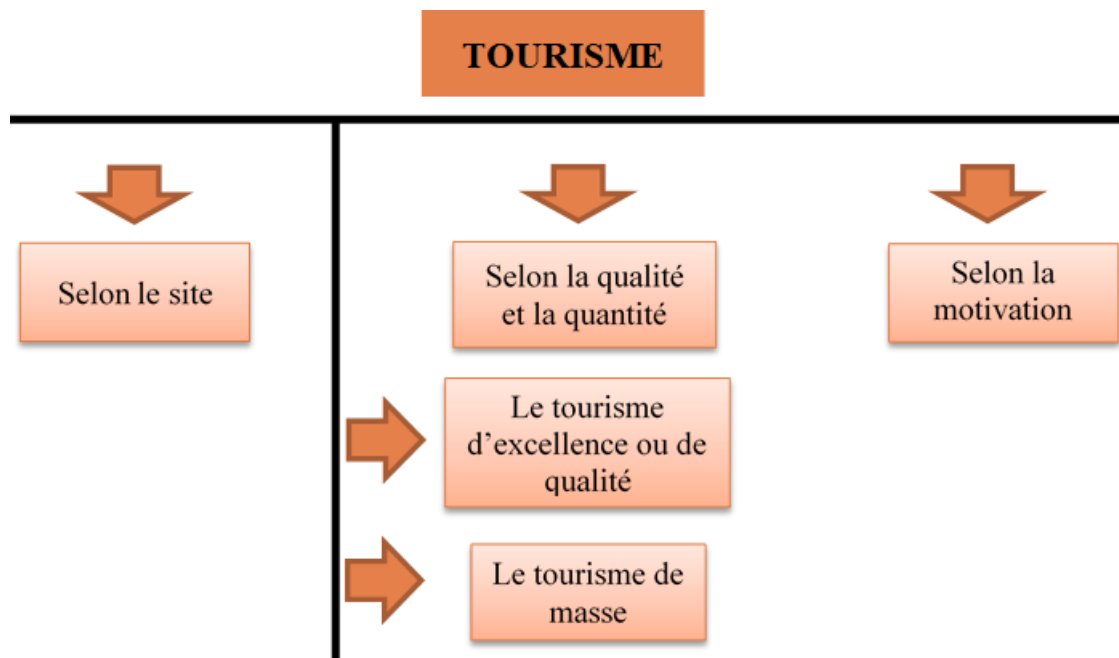 TOURISME
Selon le site
Selon la qualité
et la quantité
Selon la
motivation
Le tourisme
d’excellence ou de
qualité
Le tourisme de
masse